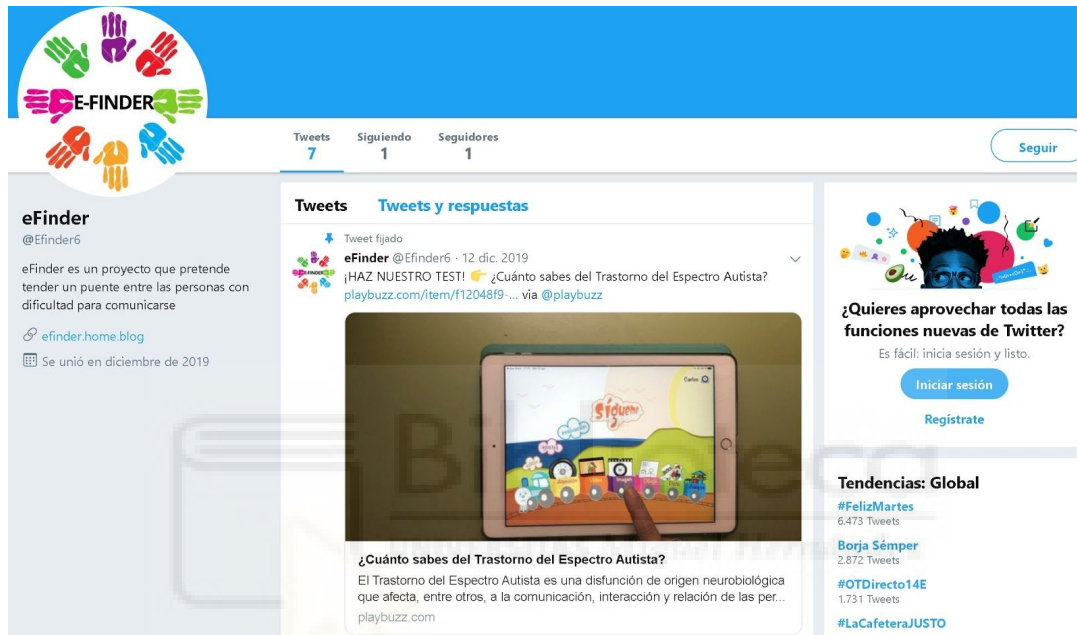 E-FINDER
Tweets
7
Siguiendo
1
Seguidores
1
Seguir
eFinder
@Efinder6
eFinder es un proyecto que pretende
tender un puente entre las personas con
dificultad para comunicarse
efinder.home.blog
Se unió en diciembre de 2019
Tweets Tweets y respuestas
Tweet fijado
eFinder @Efinder6 · 12 dic. 2019
¡HAZ NUESTRO TEST! 👉 ¿Cuánto sabes del Trastorno del Espectro Autista?
playbuzz.com/item/f12048f9-... via @playbuzz
Carlos
Sígueme
¿Cuánto sabes del Trastorno del Espectro Autista?
El Trastorno del Espectro Autista es una disfunción de origen neurobiológica
que afecta, entre otros, a la comunicación, interacción y relación de las per...
playbuzz.com
¿Quieres aprovechar todas las
funciones nuevas de Twitter?
Es fácil: inicia sesión y listo.
Iniciar sesión
Regístrate
Tendencias: Global
#FelizMartes
6.473 Tweets
Borja Sémper
2.872 Tweets
#OTDirecto14E
1.731 Tweets
#LaCafeteraJUSTO
Biblioteca